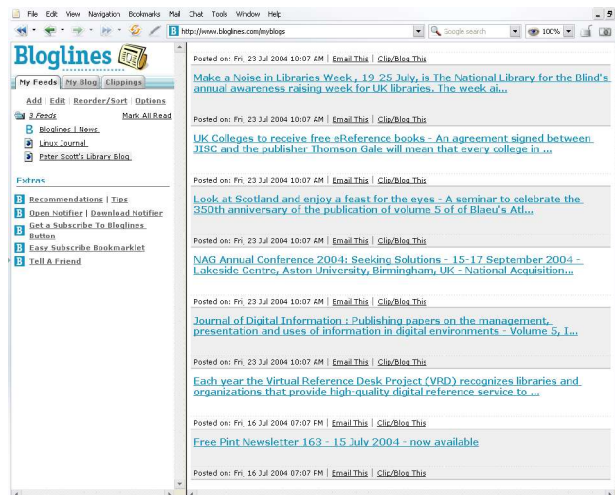 File Edit View Navigation Bookmarks Mail Chat Tools Window Help
http://www.bloglines.com/myblogs
Google search
100%
Bloglines
My Feeds My Blog Clippings
Add | Edit | Reorder/Sort | Options
3 Feeds Mark All Read
Bloglines | News
Linux Journal
Peter Scott's Library Blog
Extras
Recommendations | Tips
Open Notifier | Download Notifier
Get a Subscribe To Bloglines
Button
Easy Subscribe Bookmarklet
Tell A Friend
Posted on: Fri, 23 Jul 2004 10:07 AM | Email This | Clip/Blog This
Make a Noise in Libraries Week, 19 25 July, is The National Library for the Blind's
annual awareness raising week for UK libraries. The week ai...
Posted on: Fri, 23 Jul 2004 10:07 AM | Email This | Clip/Blog This
UK Colleges to receive free eReference books - An agreement signed between
JISC and the publisher Thomson Gale will mean that every college in ...
Posted on: Fri, 23 Jul 2004 10:07 AM | Email This | Clip/Blog This
Look at Scotland and enjoy a feast for the eyes - A seminar to celebrate the
350th anniversary of the publication of volume 5 of of Blaeu's Atl...
Posted on: Fri, 23 Jul 2004 10:07 AM | Email This | Clip/Blog This
NAG Annual Conference 2004: Seeking Solutions - 15-17 September 2004 -
Lakeside Centre, Aston University, Birmingham, UK - National Acquisition...
Posted on: Fri, 23 Jul 2004 10:07 AM | Email This | Clip/Blog This
Journal of Digital Information : Publishing papers on the management,
presentation and uses of information in digital environments - Volume 5, I...
Posted on: Fri, 23 Jul 2004 10:07 AM | Email This | Clip/Blog This
Each year the Virtual Reference Desk Project (VRD) recognizes libraries and
organizations that provide high-quality digital reference service to ...
Posted on: Fri, 16 Jul 2004 07:07 PM | Email This | Clip/Blog This
Free Pint Newsletter 163 - 15 July 2004 - now available
Posted on: Fri, 16 Jul 2004 07:07 PM | Email This | Clip/Blog This